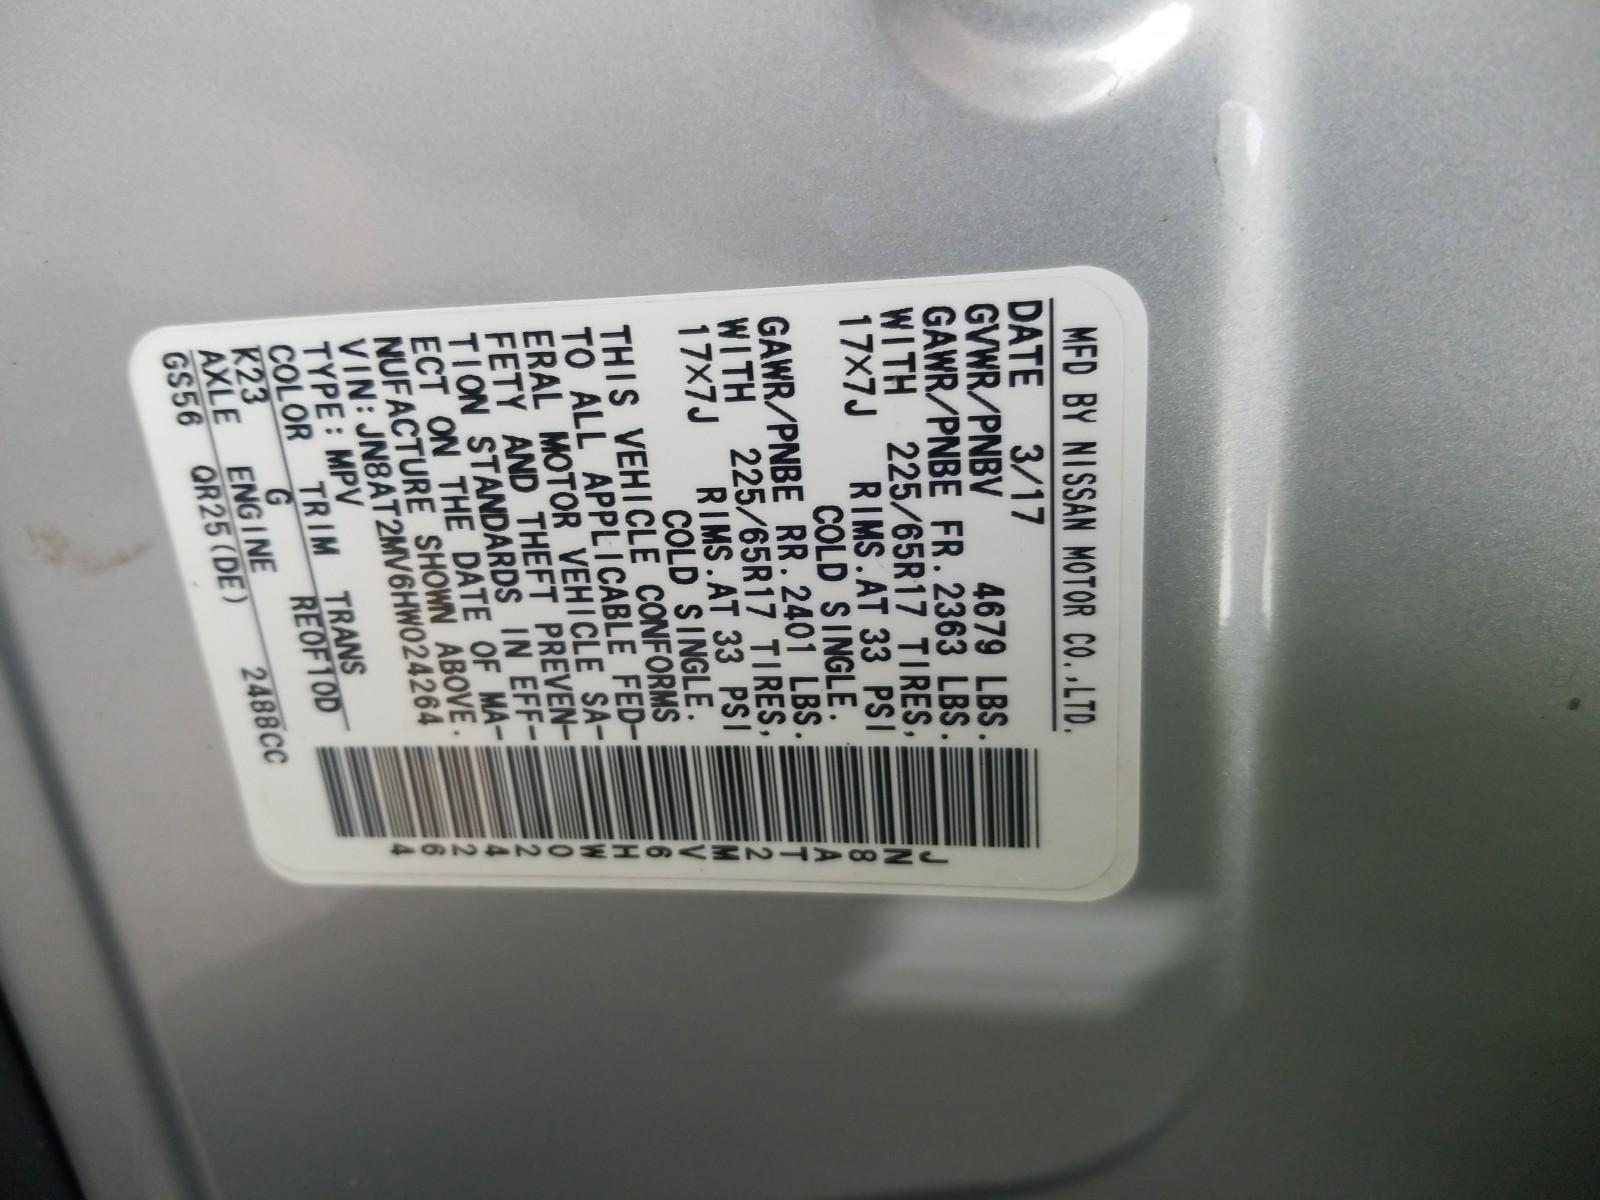 MFD BY NISSAN MOTOR CO.,LTD.
DATE 3/17
GVWR/PNBV 4679 LBS.
GAWR/PNBE FR.2363 LBS.
WITH 225/65R17 TIRES,
17×7J RIMS.AT 33 PSI
COLD SINGLE.
GAWR/PNBE RR.2401 LBS.
WITH 225/65R17 TIRES,
17×7J RIMS.AT 33 PSI
COLD SINGLE.
THIS VEHICLE CONFORMS
TO ALL APPLICABLE FED-
ERAL MOTOR VEHICLE SA-
FETY AND THEFT PREVEN-
TION STANDARDS IN EFF-
ECT ON THE DATE OF MA-
NUFACTURE SHOWN ABOVE.
VIN:JN8AT2MV6HW024264
TYPE:MPV
COLOR TRIM TRANS
K23 G RE0F10D
AXLE ENGINE
GS56 QR25(DE) 2488CC
JN8AT2MV6HW024264